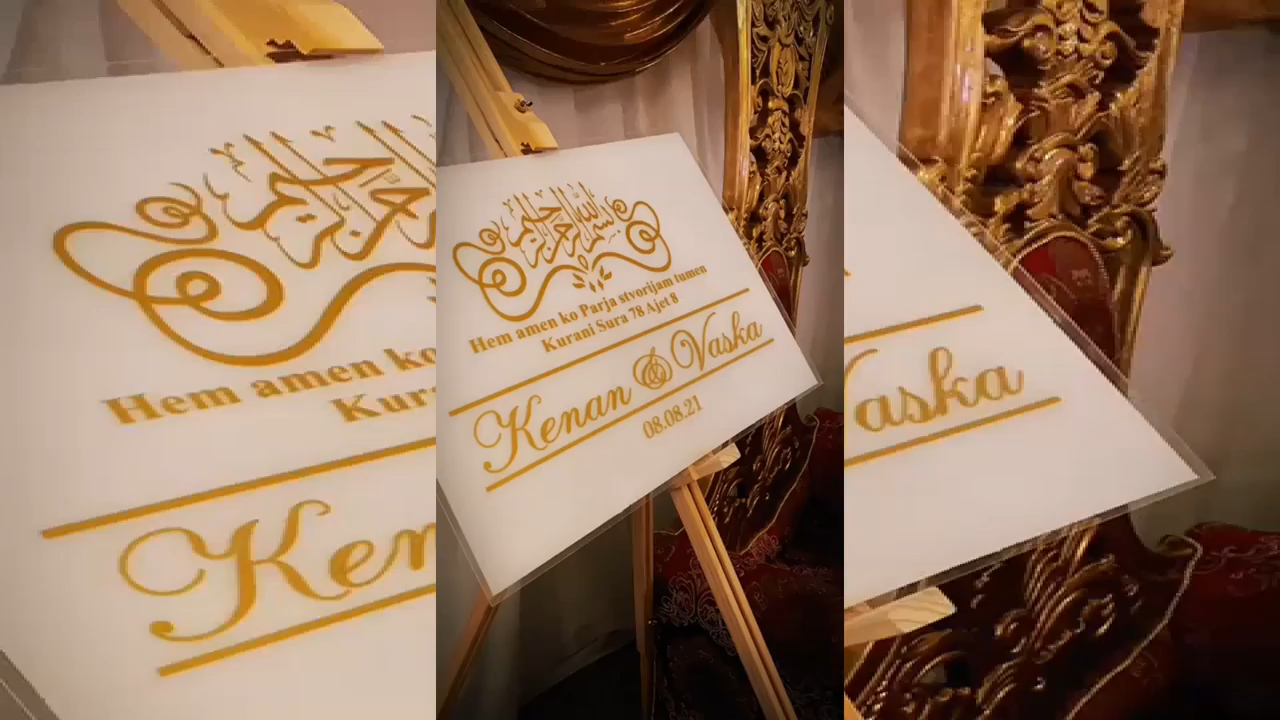 بسم الله الرحمن الرحيم
Hem amen ko Parja stvorijam tumen
Kurani Sura 78 Ajet 8
Kenan & Vaska
08.08.21